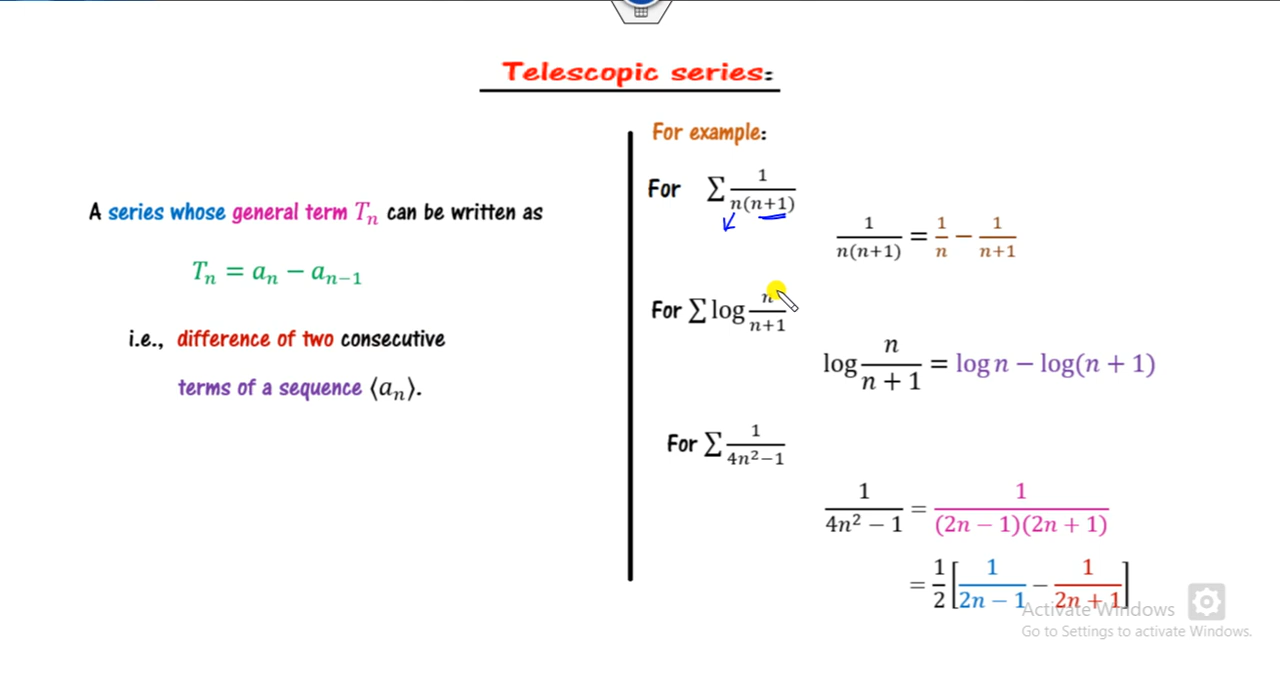 Telescopic series:
A series whose general term Tₙ can be written as
Tₙ = aₙ − aₙ₋₁
i.e., difference of two consecutive
terms of a sequence ⟨aₙ⟩.
For example:
For ∑ 1/n(n+1)
1/n(n+1) = 1/n − 1/n+1
For ∑ log n/n+1
log n/n + 1 = log n − log(n + 1)
For ∑ 1/4n²−1
1/4n² − 1 = 1/(2n − 1)(2n + 1)
= 1/2 [1/2n − 1 − 1/2n + 1]
Activate Windows
Go to Settings to activate Windows.